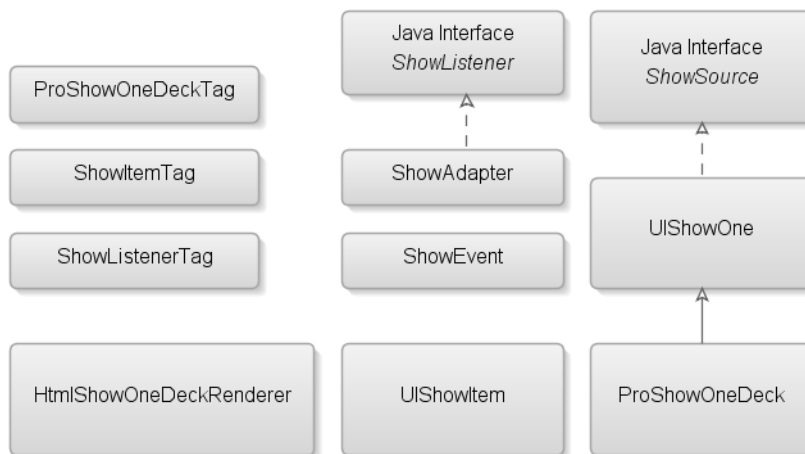 ProShowOneDeckTag
ShowItemTag
ShowListenerTag
HtmlShowOneDeckRenderer
Java Interface
ShowListener
ShowAdapter
ShowEvent
UIShowItem
Java Interface
ShowSource
UIShowOne
ProShowOneDeck